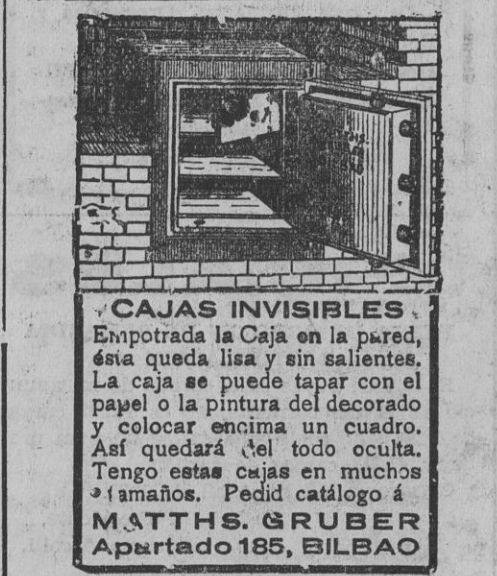 CAJAS INVISIBLES
Empotrada la Caja en la pared,
ésta queda lisa y sin salientes.
La caja se puede tapar con el
papel o la pintura del decorado
y colocar encima un cuadro.
Así quedará del todo oculta.
Tengo estas cajas en muchos
tamaños. Pedid catálogo á
MATTHS. GRUBER
Apartado 185, BILBAO